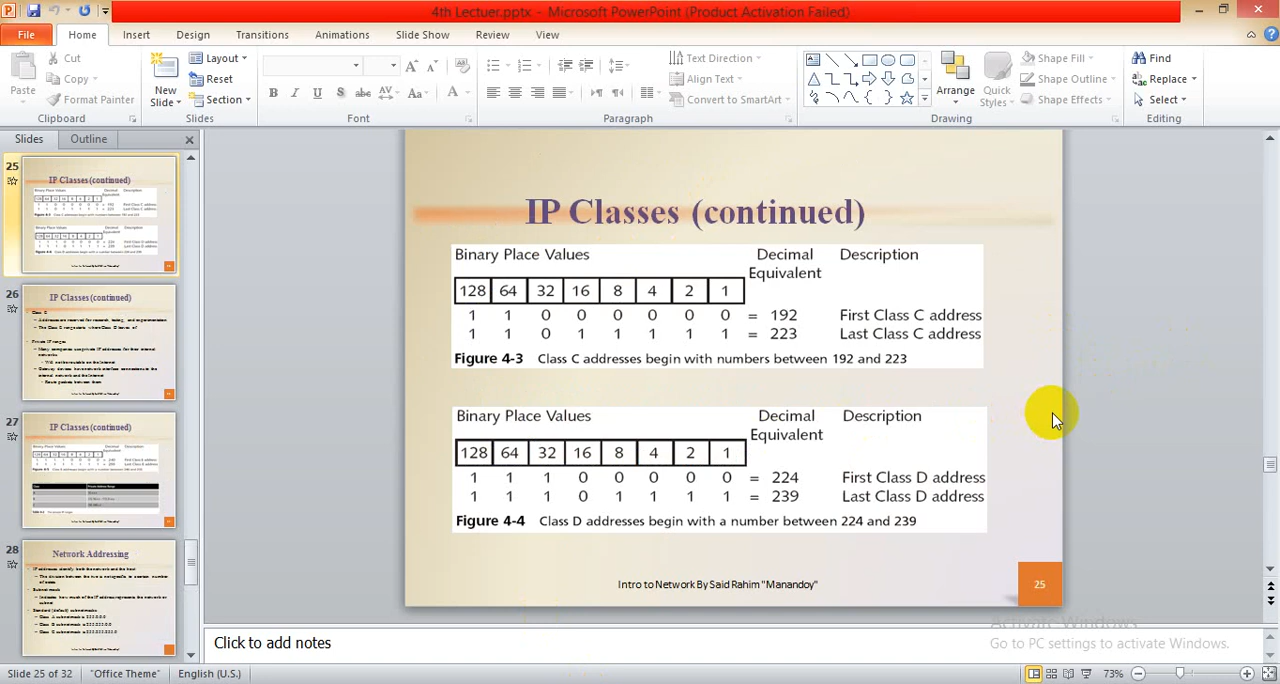 4th Lectuer.pptx - Microsoft PowerPoint (Product Activation Failed)
File Home Insert Design Transitions Animations Slide Show Review View
Paste
Cut
Copy
Format Painter
Clipboard
New Slide
Layout
Reset
Section
Slides
Font
Paragraph
Text Direction
Align Text
Convert to SmartArt
Arrange
Quick Styles
Shape Fill
Shape Outline
Shape Effects
Drawing
Find
Replace
Select
Editing
Slides Outline
25
IP Classes (continued)
26
IP Classes (continued)
27
IP Classes (continued)
28
Network Addressing
IP Classes (continued)
Binary Place Values Decimal Equivalent Description
128 64 32 16 8 4 2 1
1 1 0 0 0 0 0 0 = 192 First Class C address
1 1 0 1 1 1 1 1 = 223 Last Class C address
Figure 4-3 Class C addresses begin with numbers between 192 and 223
Binary Place Values Decimal Equivalent Description
128 64 32 16 8 4 2 1
1 1 1 0 0 0 0 0 = 224 First Class D address
1 1 1 0 1 1 1 1 = 239 Last Class D address
Figure 4-4 Class D addresses begin with a number between 224 and 239
Intro to Network By Said Rahim "Manandoy"
25
Click to add notes
Activate Windows
Go to PC settings to activate Windows.
Slide 25 of 32 "Office Theme" English (U.S.) 73%